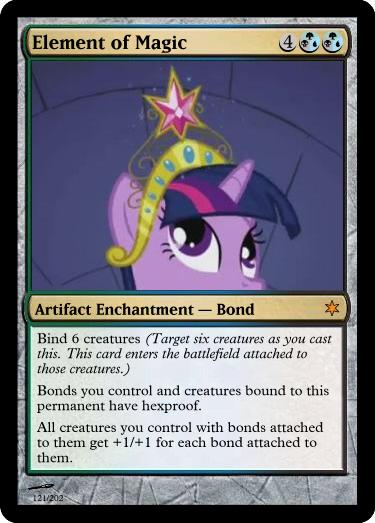 Element of Magic 4
Artifact Enchantment — Bond
Bind 6 creatures (Target six creatures as you cast
this. This card enters the battlefield attached to
those creatures.)
Bonds you control and creatures bound to this
permanent have hexproof.
All creatures you control with bonds attached
to them get +1/+1 for each bond attached to
them.
121/202